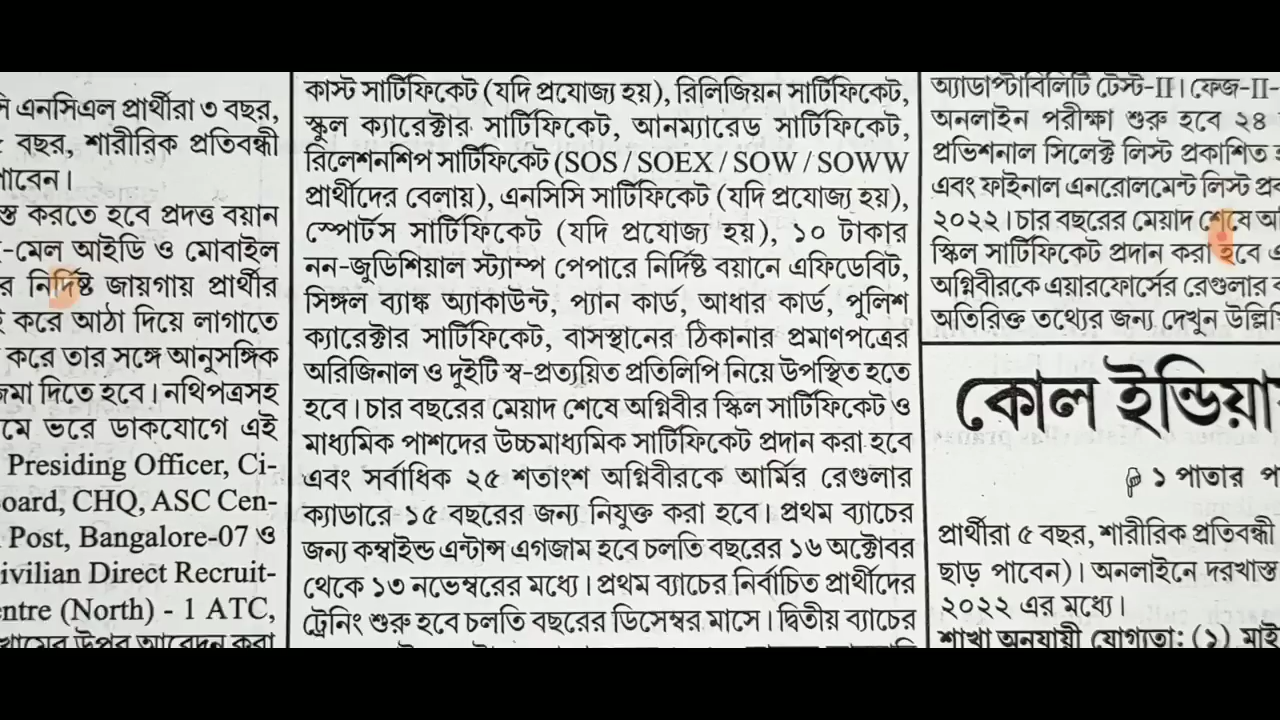 এনসিএল প্রার্থীরা ৩ বছর,
বছর, শারীরিক প্রতিবন্ধী
পাবেন।
করতে হবে প্রদত্ত বয়ান
-মেল আইডি ও মোবাইল
র নির্দিষ্ট জায়গায় প্রার্থীর
করে আঠা দিয়ে লাগাতে
করে তার সঙ্গে আনুসঙ্গিক
জমা দিতে হবে। নথিপত্রসহ
মে ভরে ডাকযোগে এই
Presiding Officer, Ci-
oard, CHQ, ASC Cen-
Post, Bangalore-07 ও
ivilian Direct Recruit-
entre (North) - 1 ATC,
খামের উপর আবেদন করা
কাস্ট সার্টিফিকেট (যদি প্রযোজ্য হয়), রিলিজিয়ন সার্টিফিকেট,
স্কুল ক্যারেক্টার সার্টিফিকেট, আনম্যারেড সার্টিফিকেট,
রিলেশনশিপ সার্টিফিকেট (SOS / SOEX / SOW / SOWW
প্রার্থীদের বেলায়), এনসিসি সার্টিফিকেট (যদি প্রযোজ্য হয়),
স্পোর্টস সার্টিফিকেট (যদি প্রযোজ্য হয়), ১০ টাকার
নন-জুডিশিয়াল স্ট্যাম্প পেপারে নির্দিষ্ট বয়ানে এফিডেবিট,
সিঙ্গল ব্যাঙ্ক অ্যাকাউন্ট, প্যান কার্ড, আধার কার্ড, পুলিশ
ক্যারেক্টার সার্টিফিকেট, বাসস্থানের ঠিকানার প্রমাণপত্রের
অরিজিনাল ও দুইটি স্ব-প্রত্যয়িত প্রতিলিপি নিয়ে উপস্থিত হতে
হবে। চার বছরের মেয়াদ শেষে অগ্নিবীর স্কিল সার্টিফিকেট ও
মাধ্যমিক পাশদের উচ্চমাধ্যমিক সার্টিফিকেট প্রদান করা হবে
এবং সর্বাধিক ২৫ শতাংশ অগ্নিবীরকে আর্মির রেগুলার
ক্যাডারে ১৫ বছরের জন্য নিযুক্ত করা হবে। প্রথম ব্যাচের
জন্য কম্বাইন্ড এন্টান্স এগজাম হবে চলতি বছরের ১৬ অক্টোবর
থেকে ১৩ নভেম্বরের মধ্যে। প্রথম ব্যাচের নির্বাচিত প্রার্থীদের
ট্রেনিং শুরু হবে চলতি বছরের ডিসেম্বর মাসে। দ্বিতীয় ব্যাচের
অ্যাডাপ্টাবিলিটি টেস্ট-II। ফেজ-II-
অনলাইন পরীক্ষা শুরু হবে ২৪
প্রভিশনাল সিলেক্ট লিস্ট প্রকাশিত
এবং ফাইনাল এনরোলমেন্ট লিস্ট প্র
২০২২। চার বছরের মেয়াদ শেষে অ
স্কিল সার্টিফিকেট প্রদান করা হবে এ
অগ্নিবীরকে এয়ারফোর্সের রেগুলার
অতিরিক্ত তথ্যের জন্য দেখুন উল্লি
কোল ইন্ডিয়া
১ পাতার প
প্রার্থীরা ৫ বছর, শারীরিক প্রতিবন্ধী
ছাড় পাবেন)। অনলাইনে দরখাস্ত
২০২২ এর মধ্যে।
শাখা অনুযায়ী যোগ্যতা: (১) মাই